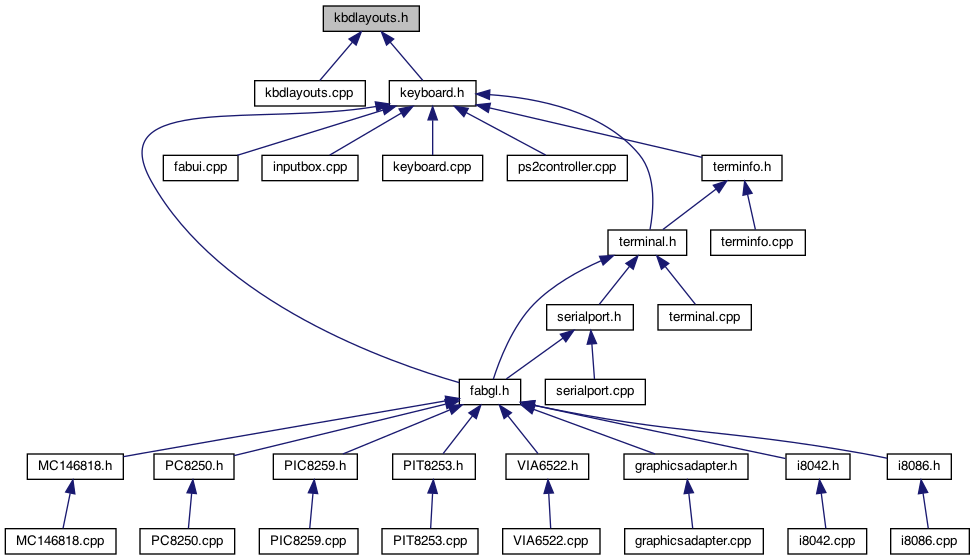 kbdlayouts.h
kbdlayouts.cpp
keyboard.h
fabui.cpp
inputbox.cpp
keyboard.cpp
ps2controller.cpp
terminfo.h
terminal.h
terminfo.cpp
serialport.h
terminal.cpp
fabgl.h
serialport.cpp
MC146818.h
PC8250.h
PIC8259.h
PIT8253.h
VIA6522.h
graphicsadapter.h
i8042.h
i8086.h
MC146818.cpp
PC8250.cpp
PIC8259.cpp
PIT8253.cpp
VIA6522.cpp
graphicsadapter.cpp
i8042.cpp
i8086.cpp